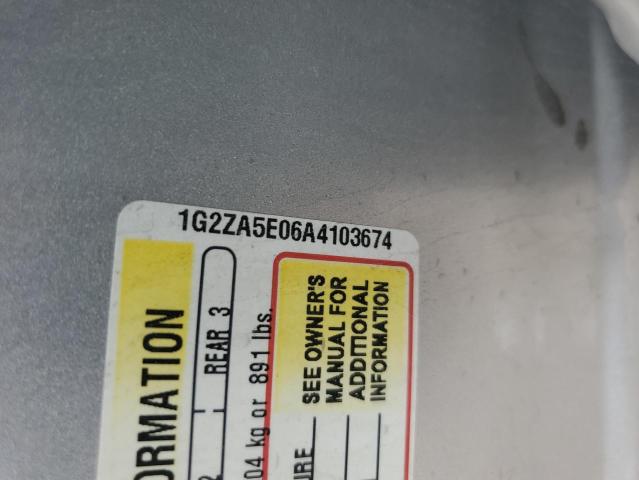 1G2ZA5E06A4103674
ORMATION
REAR 3
04 kg or 891 lbs.
URE
SEE OWNER'S
MANUAL FOR
ADDITIONAL
INFORMATION